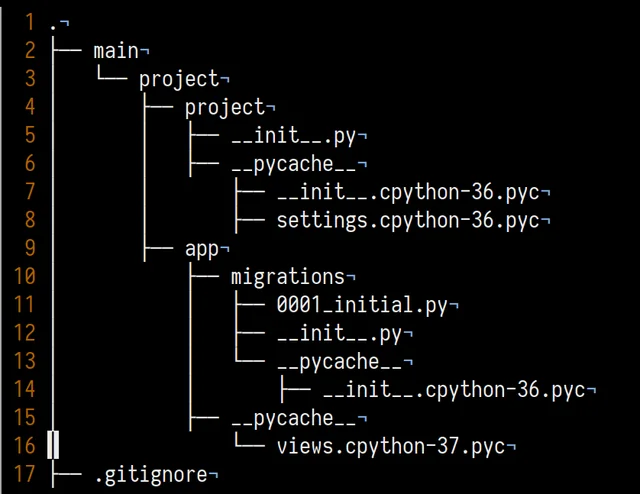 1 .¬
2 ├── main¬
3 │   └── project¬
4 │       ├── project¬
5 │       │   ├── __init__.py¬
6 │       │   ├── __pycache__¬
7 │       │       ├── __init__.cpython-36.pyc¬
8 │       │       ├── settings.cpython-36.pyc¬
9 │       ├── app¬
10 │           ├── migrations¬
11 │           │   ├── 0001_initial.py¬
12 │           │   ├── __init__.py¬
13 │           │   └── __pycache__¬
14 │           │       ├── __init__.cpython-36.pyc¬
15 │           ├── __pycache__¬
16 │               └── views.cpython-37.pyc¬
17 ├── .gitignore¬